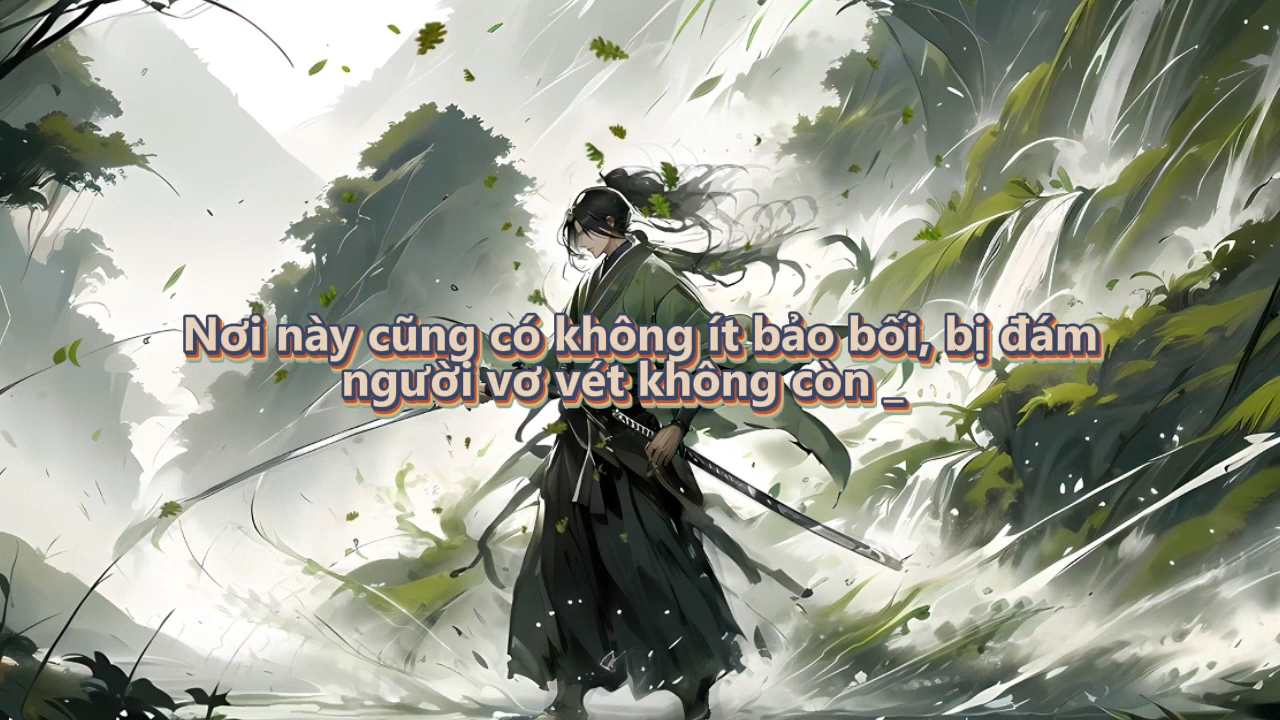 Nơi này cũng có không ít bảo bối, bị đám
người vơ vét không còn _